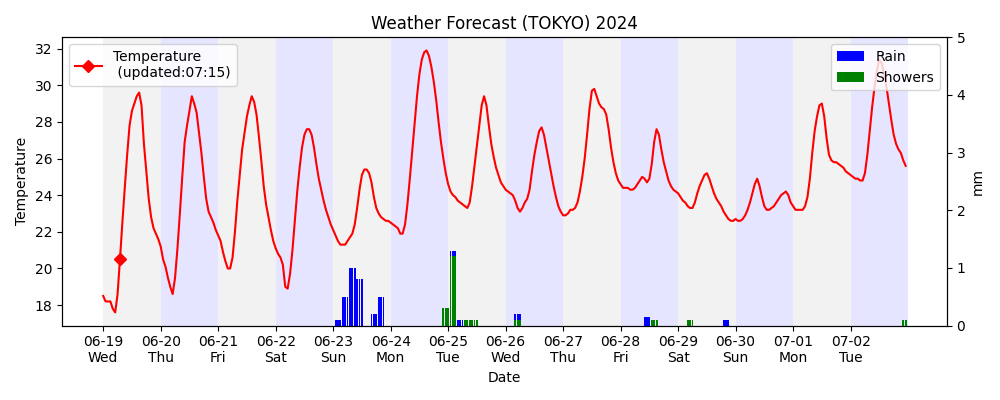 Weather Forecast (TOKYO) 2024
Temperature
(updated:07:15)
Rain
Showers
Temperature
32
30
28
26
24
22
20
18
5
4
3
2
1
0
mm
06-19 06-20 06-21 06-22 06-23 06-24 06-25 06-26 06-27 06-28 06-29 06-30 07-01 07-02
Wed Thu Fri Sat Sun Mon Tue Wed Thu Fri Sat Sun Mon Tue
Date